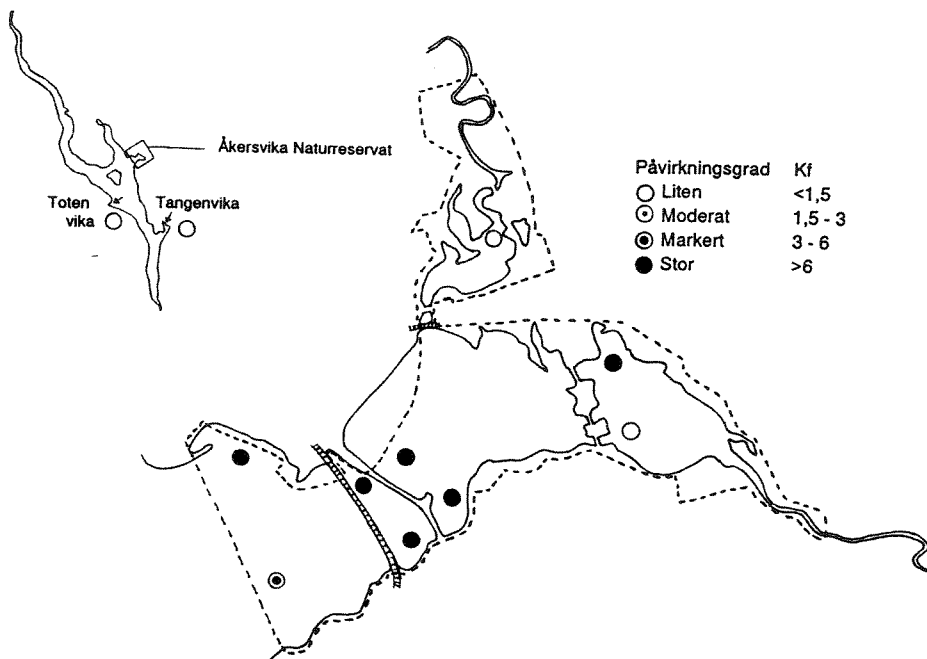 Åkersvika Naturreservat
Toten
vika
Tangenvika
Påvirkningsgrad Kf
Liten <1,5
Moderat 1,5 - 3
Markert 3 - 6
Stor >6